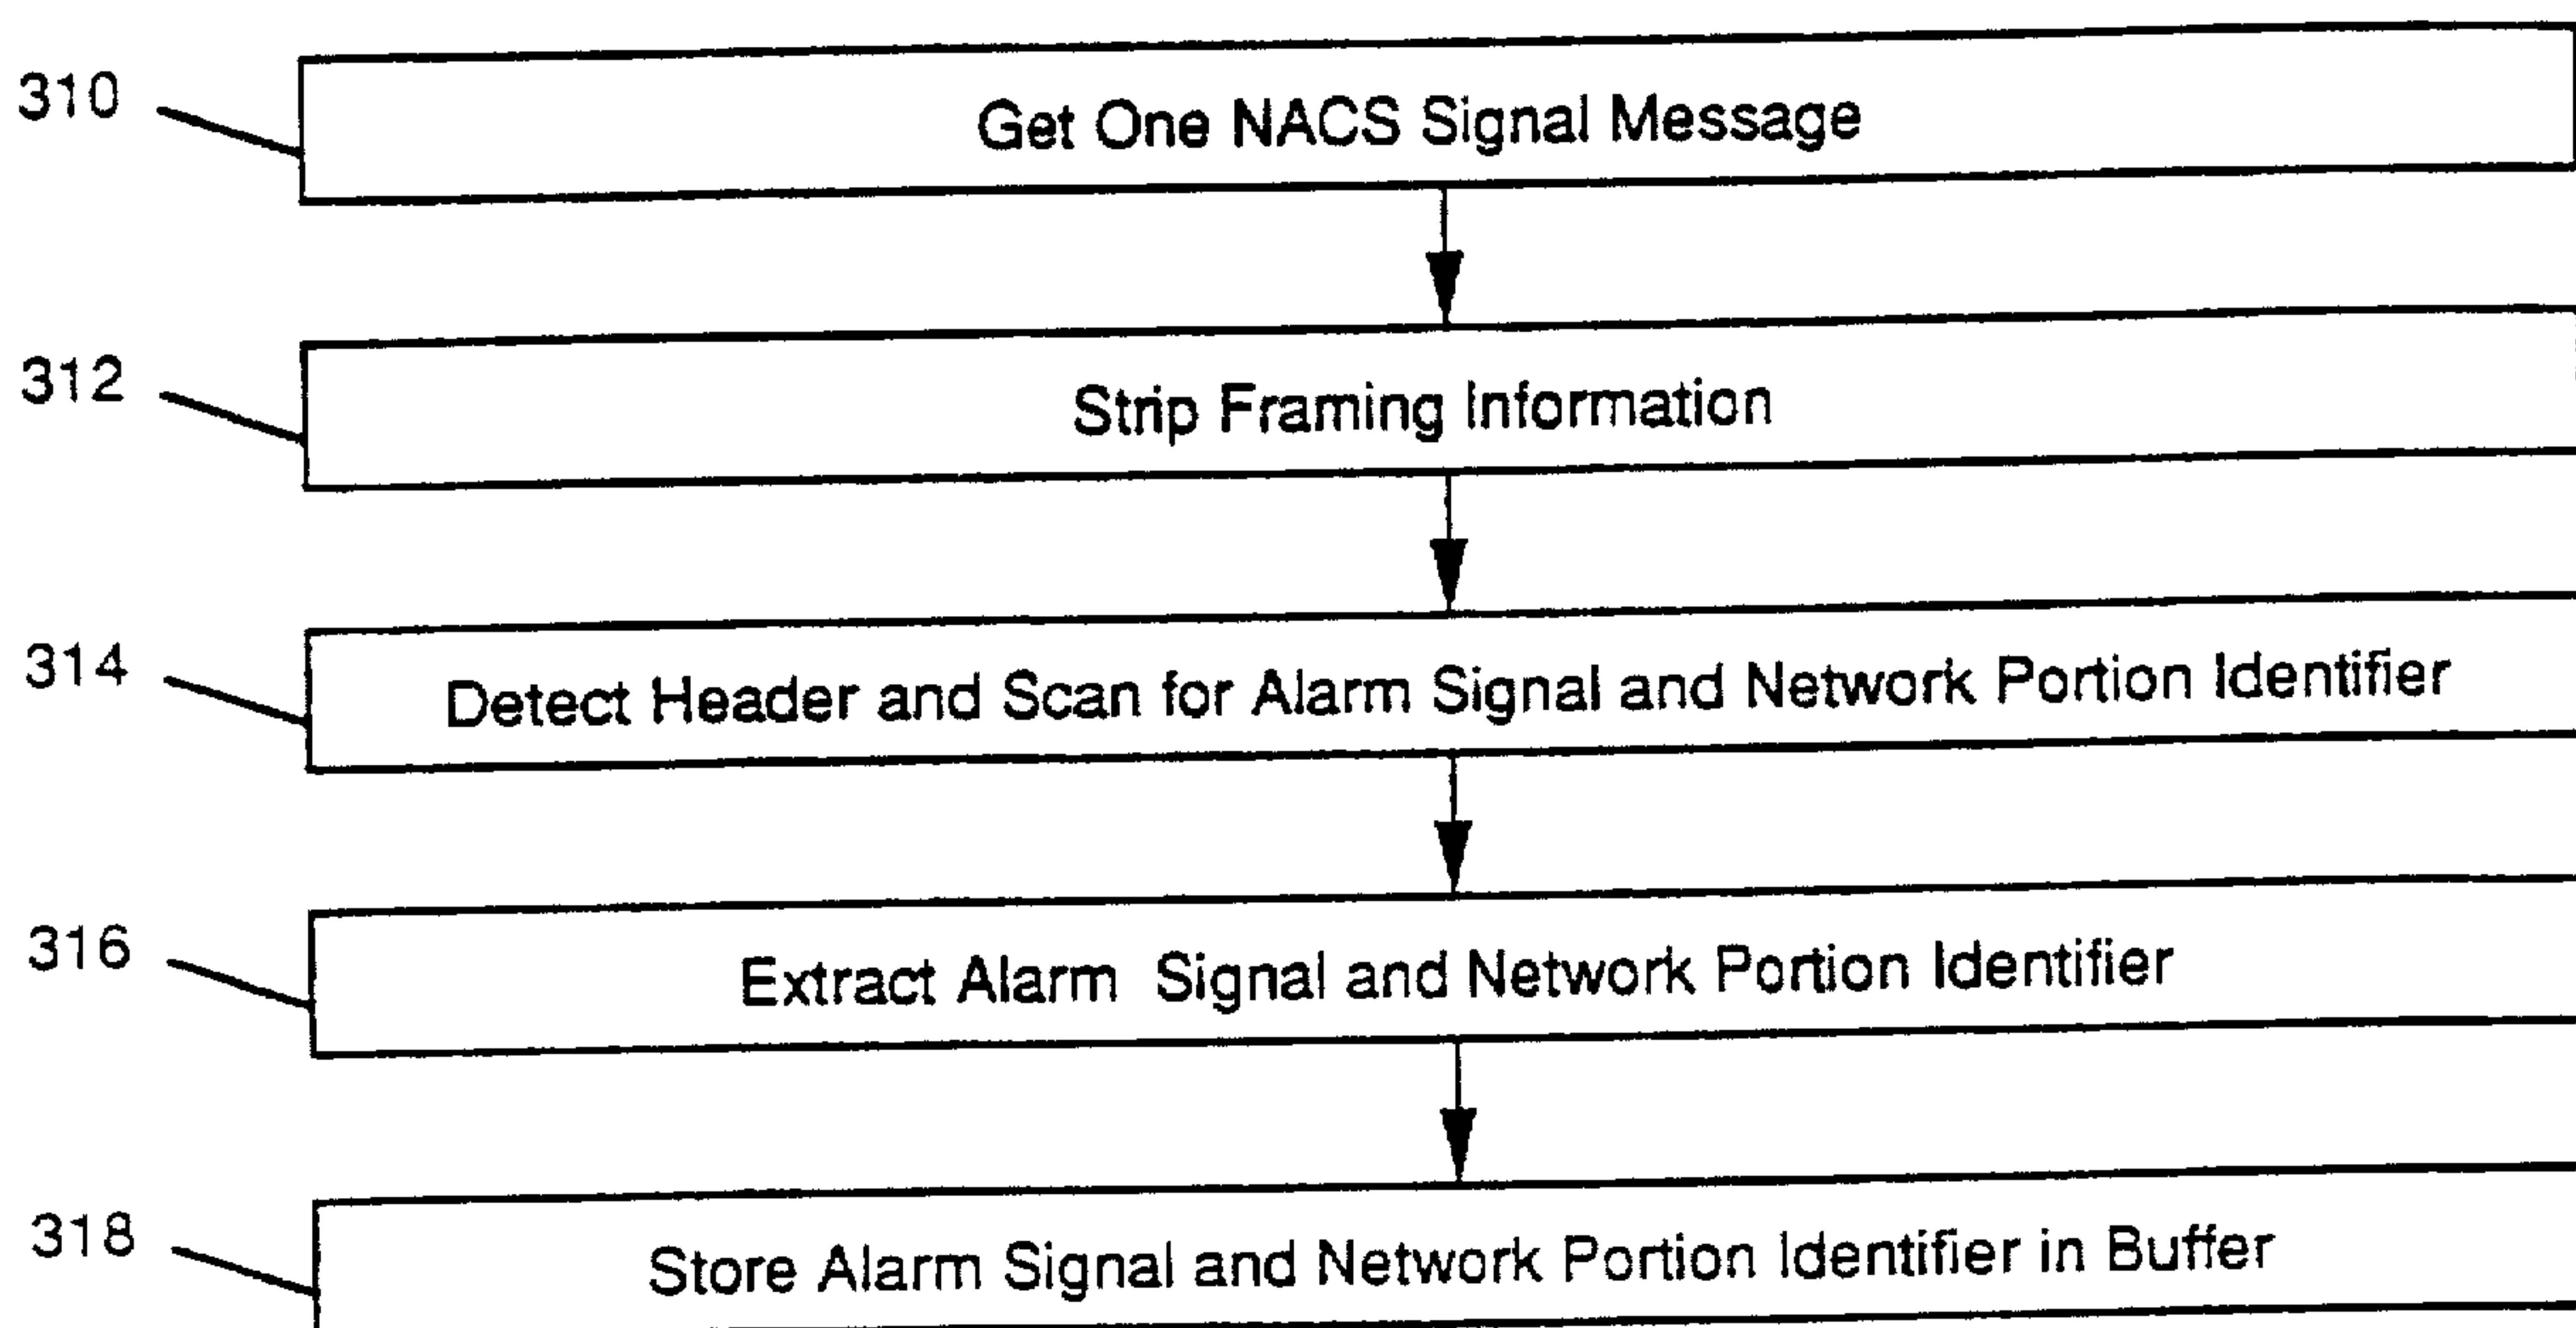 310
Get One NACS Signal Message
312
Strip Framing Information
314
Detect Header and Scan for Alarm Signal and Network Portion Identifier
316
Extract Alarm Signal and Network Portion Identifier
318
Store Alarm Signal and Network Portion Identifier in Buffer